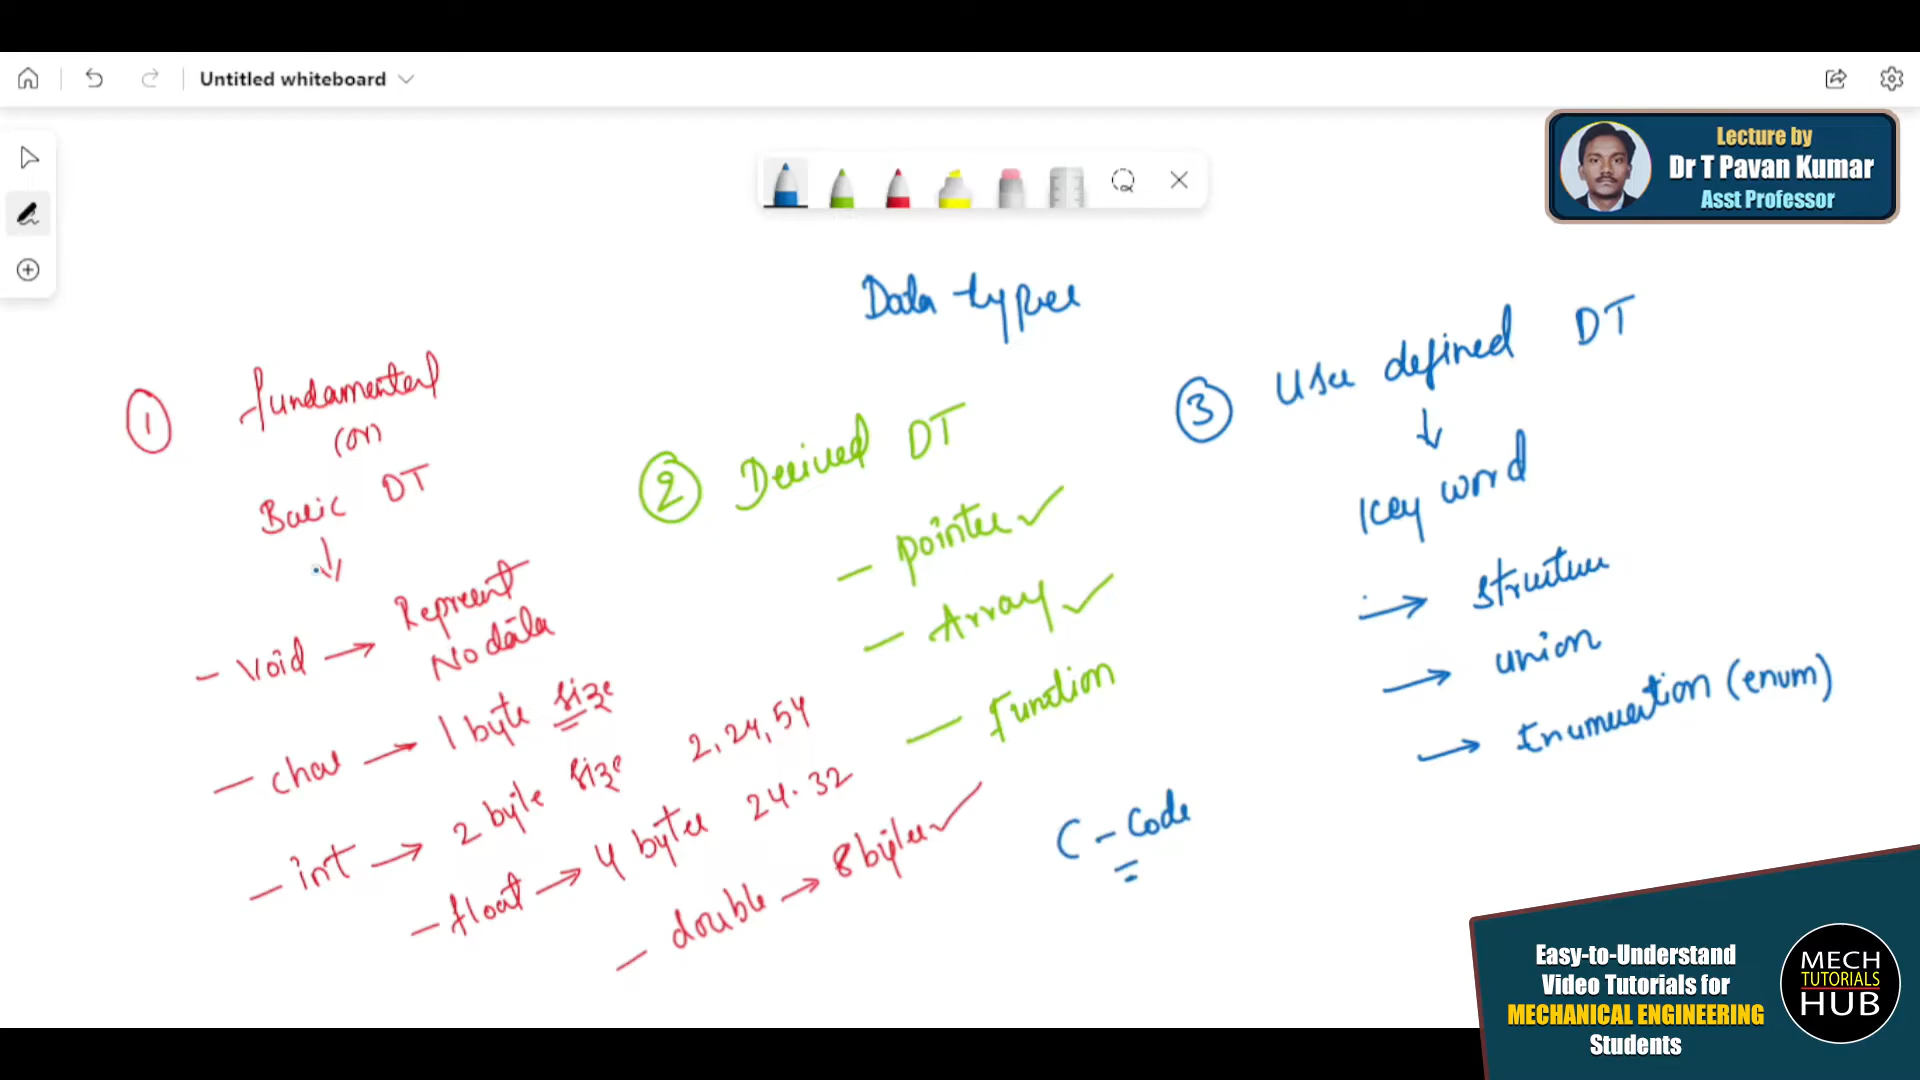 Untitled whiteboard
Lecture by
Dr T Pavan Kumar
Asst Professor
Data types
① fundamental
(or)
Basic DT
- void → Represent
No data
- char → 1 byte size
- int → 2 byte size 2, 24, 54
- float → 4 bytes 24.32
- double → 8 bytes ✓
② Derived DT
- pointer ✓
- Array ✓
- function
③ User defined DT
↓
Key word
→ structure
→ union
→ Enumeration (enum)
C - Code
Easy-to-Understand
Video Tutorials for
MECHANICAL ENGINEERING
Students
MECH
TUTORIALS
HUB